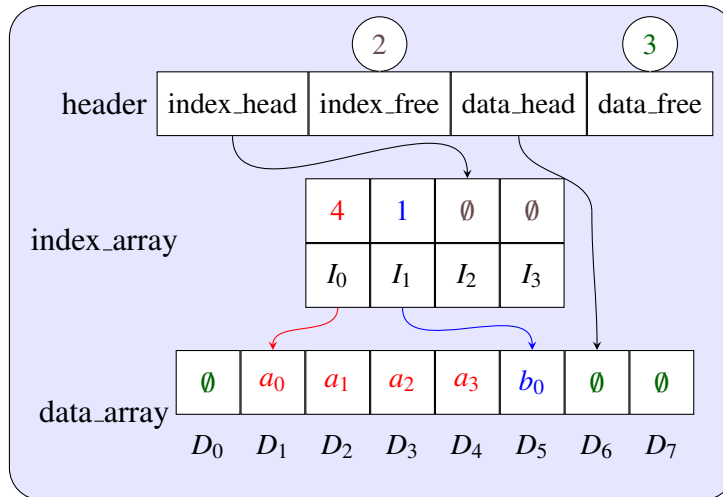 2 3
header index_head index_free data_head data_free
4 1 ∅ ∅
index_array
I₀ I₁ I₂ I₃
∅ a₀ a₁ a₂ a₃ b₀ ∅ ∅
data_array
D₀ D₁ D₂ D₃ D₄ D₅ D₆ D₇